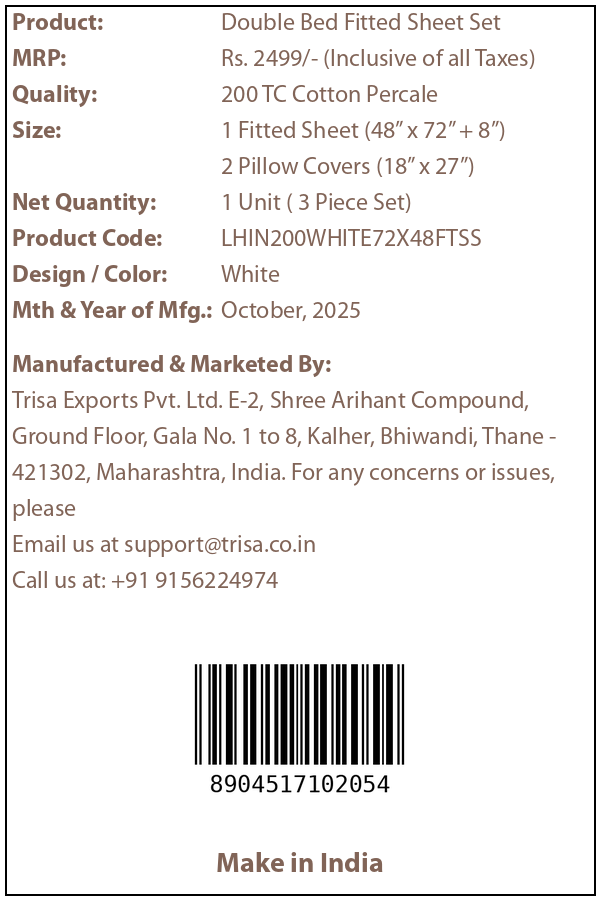 Product: Double Bed Fitted Sheet Set
MRP: Rs. 2499/- (Inclusive of all Taxes)
Quality: 200 TC Cotton Percale
Size: 1 Fitted Sheet (48” x 72” + 8”)
2 Pillow Covers (18” x 27”)
Net Quantity: 1 Unit ( 3 Piece Set)
Product Code: LHIN200WHITE72X48FTSS
Design / Color: White
Mth & Year of Mfg.: October, 2025
Manufactured & Marketed By:
Trisa Exports Pvt. Ltd. E-2, Shree Arihant Compound,
Ground Floor, Gala No. 1 to 8, Kalher, Bhiwandi, Thane -
421302, Maharashtra, India. For any concerns or issues,
please
Email us at support@trisa.co.in
Call us at: +91 9156224974
8904517102054
Make in India